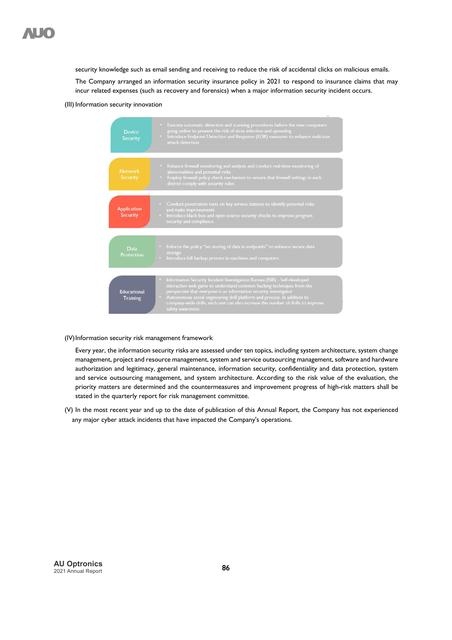 AUO
security knowledge such as email sending and receiving to reduce the risk of accidental clicks on malicious emails.
The Company arranged an information security insurance policy in 2021 to respond to insurance claims that may
incur related expenses (such as recovery and forensics) when a major information security incident occurs.
(III) Information security innovation
Device
Security
• Execute automatic detection and scanning procedures before the new computers
going online to prevent the risk of virus infection and spreading
• Introduce Endpoint Detection and Response (EDR) measures to enhance malicious
attack detection
Network
Security
• Enhance firewall monitoring and analysis and conduct real-time monitoring of
abnormalities and potential risks
• Employ firewall policy check mechanism to ensure that firewall settings in each
district comply with security rules
Application
Security
• Conduct penetration tests on key service stations to identify potential risks
and make improvements
• Introduce black box and open source security checks to improve program
security and compliance
Data
Protection
• Enforce the policy "no storing of data in endpoints" to enhance secure data
storage
• Introduce full backup process in machines and computers
Educational
Training
• Information Security Incident Investigation Bureau (ISIB) - Self-developed
interactive web game to understand common hacking techniques from the
perspective that everyone is an information security investigator
• Autonomous social engineering drill platform and process. In addition to
company-wide drills, each unit can also increase the number of drills to improve
safety awareness
(IV) Information security risk management framework
Every year, the information security risks are assessed under ten topics, including system architecture, system change
management, project and resource management, system and service outsourcing management, software and hardware
authorization and legitimacy, general maintenance, information security, confidentiality and data protection, system
and service outsourcing management, and system architecture. According to the risk value of the evaluation, the
priority matters are determined and the countermeasures and improvement progress of high-risk matters shall be
stated in the quarterly report for risk management committee.
(V) In the most recent year and up to the date of publication of this Annual Report, the Company has not experienced
any major cyber attack incidents that have impacted the Company's operations.
AU Optronics
2021 Annual Report
86